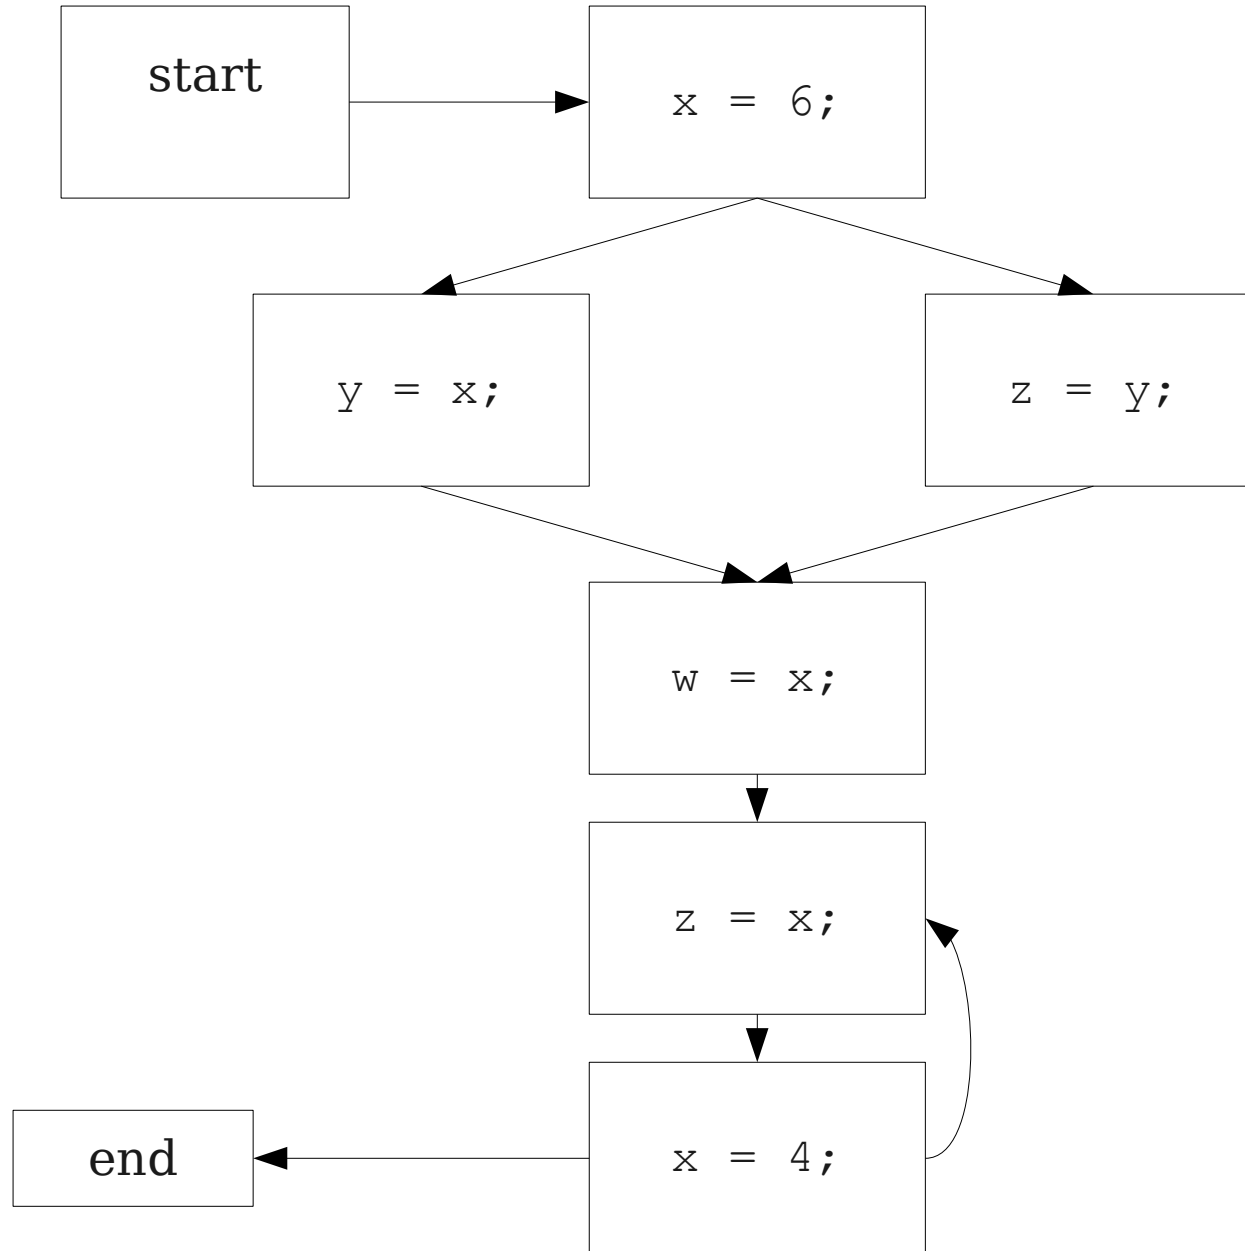 start
x = 6;
y = x;
z = y;
w = x;
z = x;
end
x = 4;